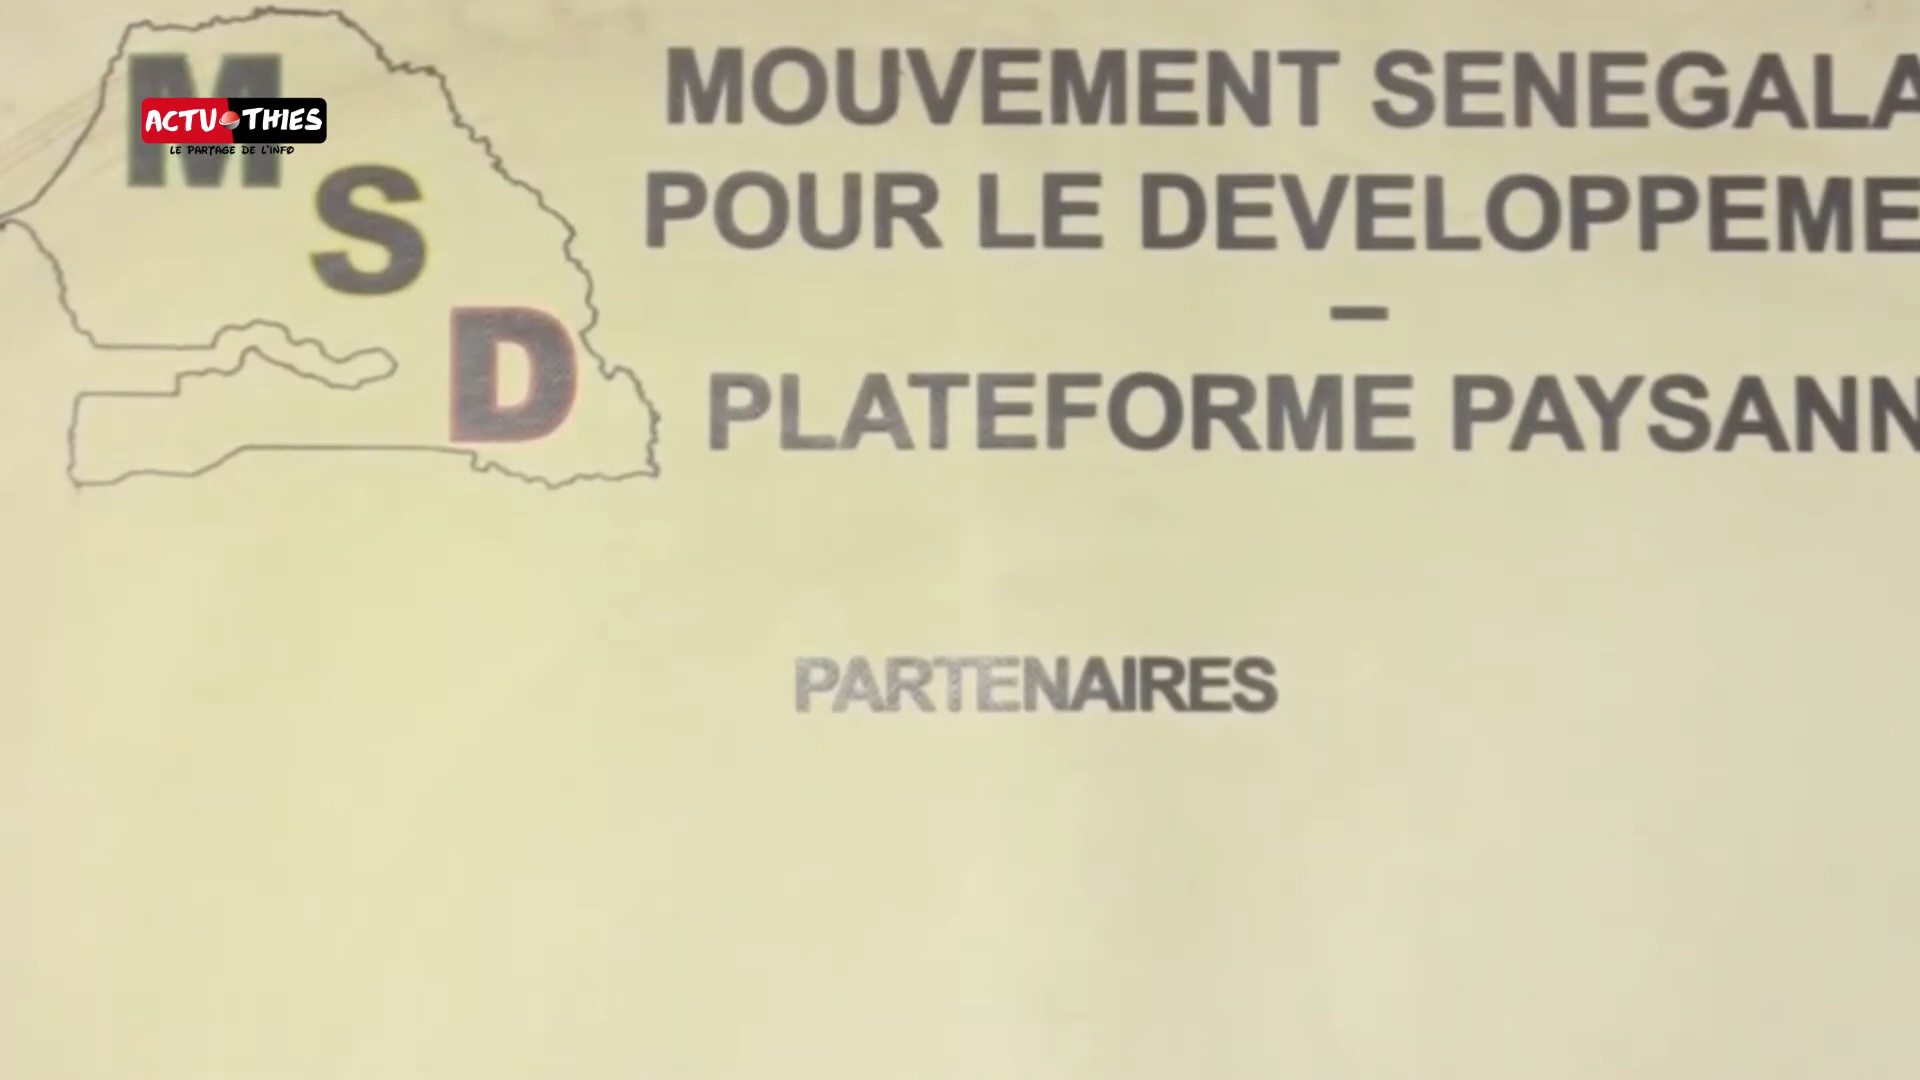 M
ACTU THIES
LE PARTAGE DE L'INFO
S
D
MOUVEMENT SENEGALA
POUR LE DEVELOPPEME
–
PLATEFORME PAYSANN
PARTENAIRES